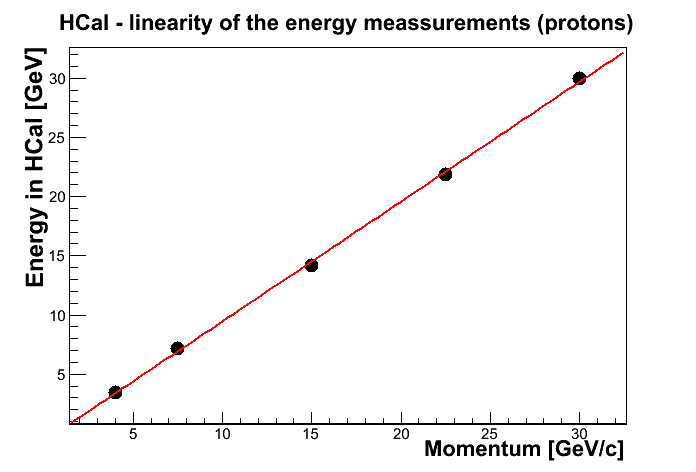 HCal - linearity of the energy meassurements (protons)
Energy in HCal [GeV]
30
25
20
15
10
5
5 10 15 20 25 30
Momentum [GeV/c]